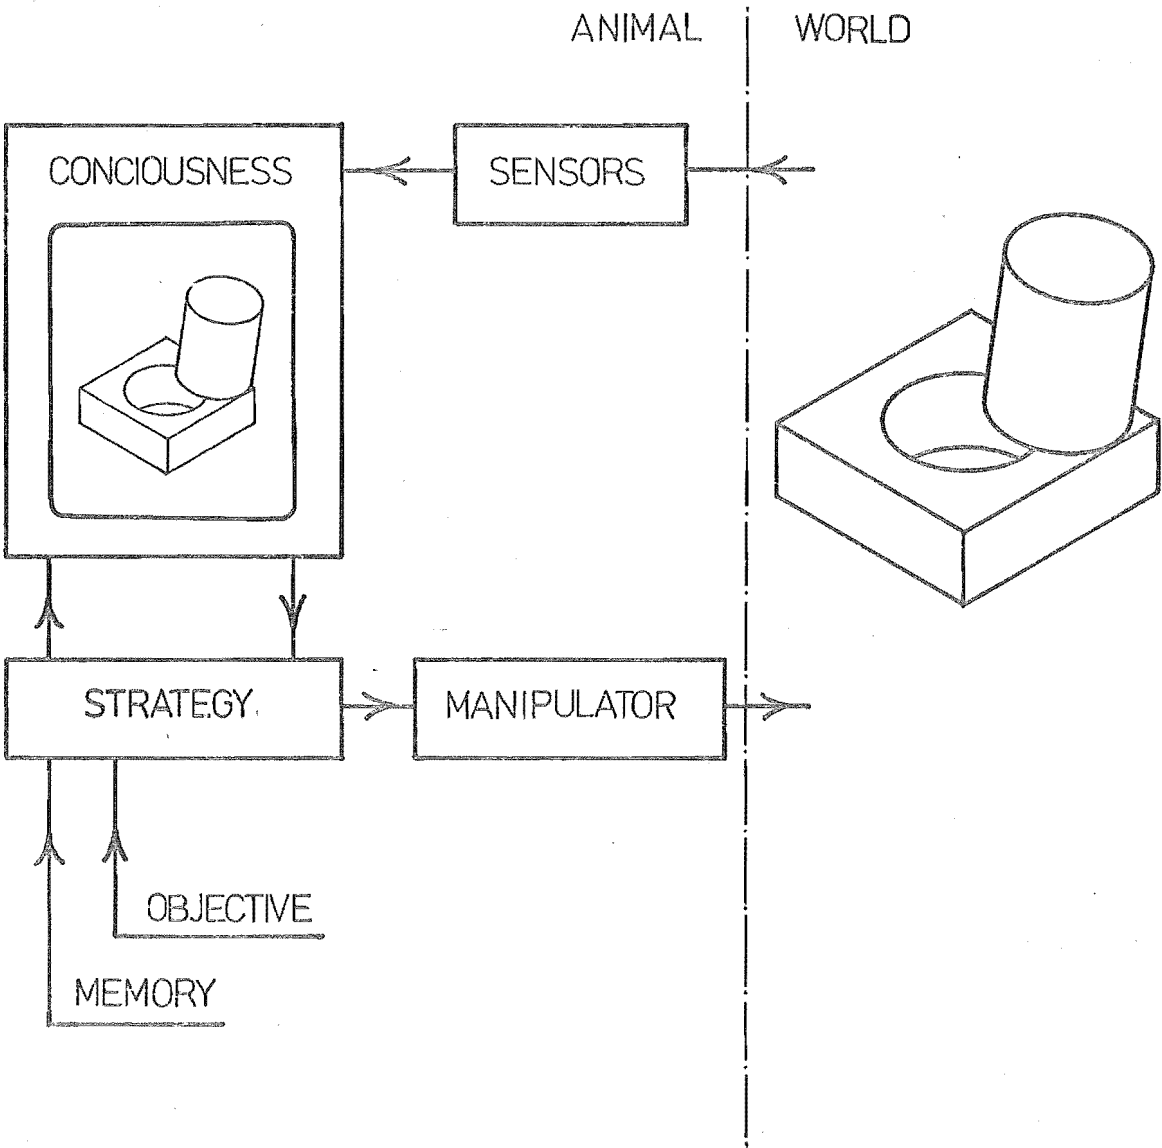 ANIMAL
WORLD
CONCIOUSNESS
SENSORS
STRATEGY
MANIPULATOR
OBJECTIVE
MEMORY